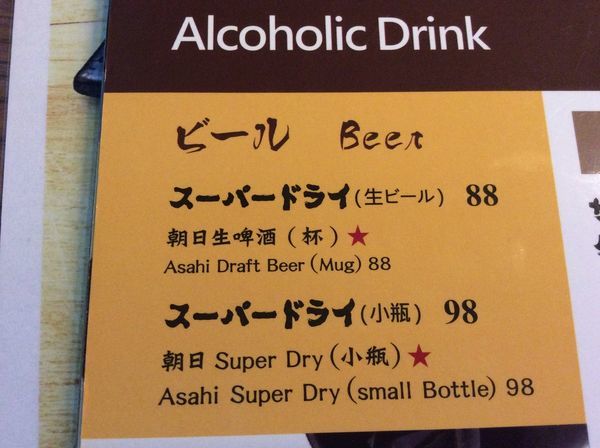 Alcoholic Drink
ビール Beer
スーパードライ(生ビール) 88
朝日生啤酒(杯)★
Asahi Draft Beer (Mug) 88
スーパードライ(小瓶) 98
朝日 Super Dry (小瓶)★
Asahi Super Dry (small Bottle) 98